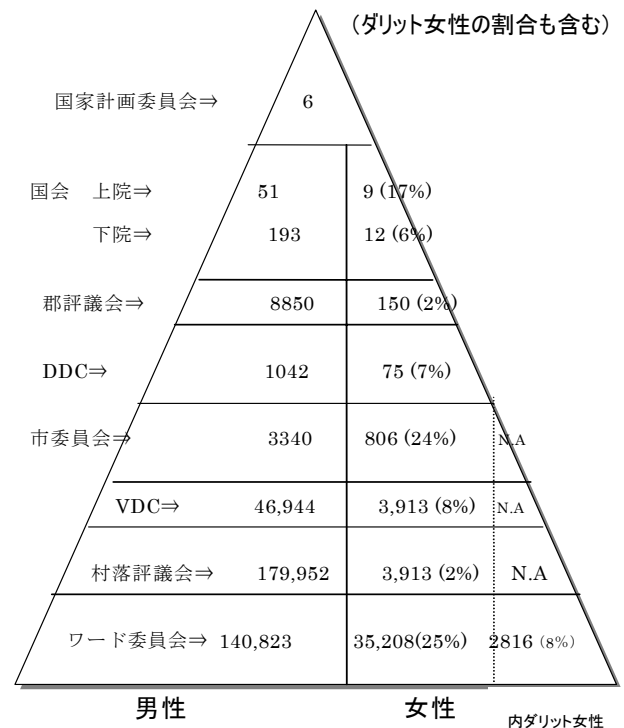 （ダリット女性の割合も含む）
国家計画委員会⇒ 6
国会 上院⇒ 51 9 (17%)
下院⇒ 193 12 (6%)
郡評議会⇒ 8850 150 (2%)
DDC⇒ 1042 75 (7%)
市委員会⇒ 3340 806 (24%) N.A
VDC⇒ 46,944 3,913 (8%) N.A
村落評議会⇒ 179,952 3,913 (2%) N.A
ワード委員会⇒ 140,823 35,208(25%) 2816 (8%)
男性 女性 内ダリット女性